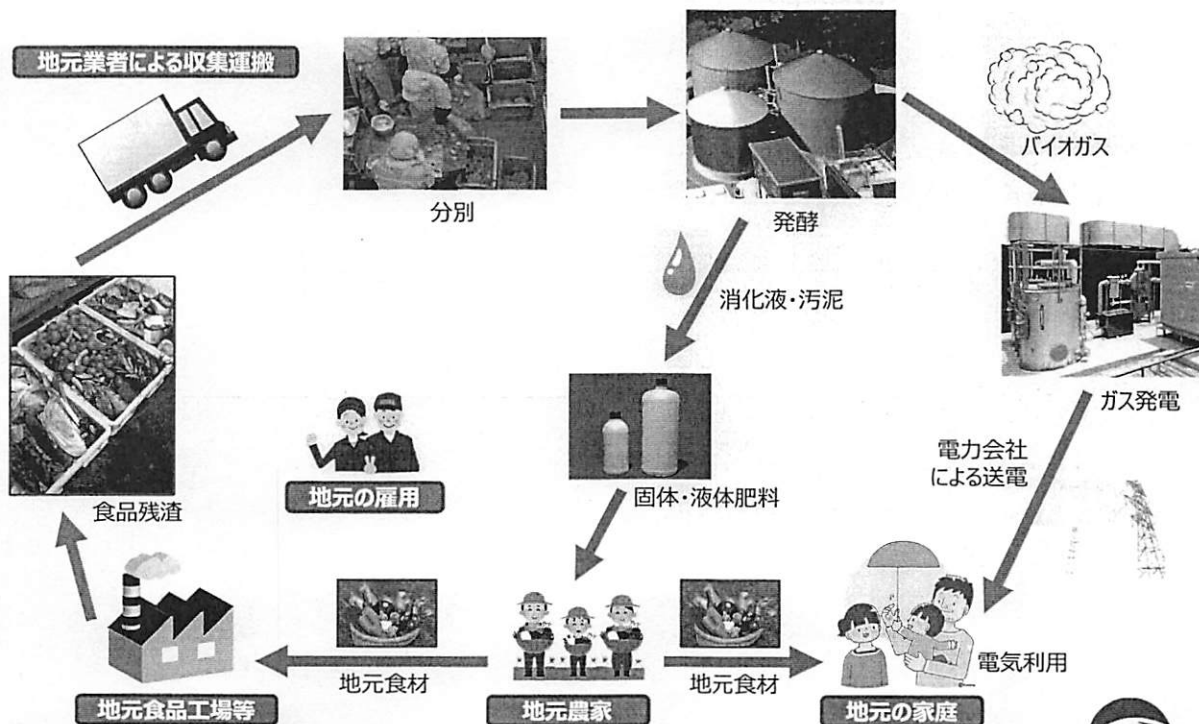 地元業者による収集運搬
分別
発酵
バイオガス
消化液・汚泥
ガス発電
食品残渣
地元の雇用
固体・液体肥料
電力会社
による送電
地元食材
地元食材
電気利用
地元食品工場等
地元農家
地元の家庭